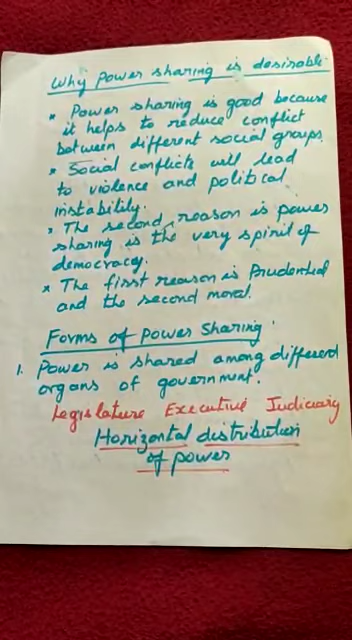 Why power sharing is desirable
* Power sharing is good because
it helps to reduce conflict
between different social groups.
* Social conflicts will lead
to violence and political
instability.
* The second reason is power
sharing is the very spirit of
democracy.
* The first reason is Prudential
and the second moral.
Forms of Power Sharing.
1. Power is shared among different
organs of government.
Legislature Executive Judiciary
Horizontal distribution
of power